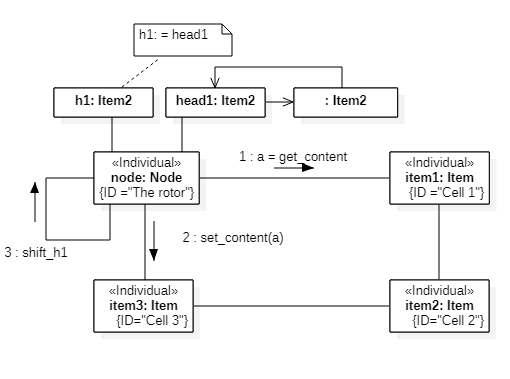 h1: = head1
h1: Item2
head1: Item2
: Item2
«Individual»
node: Node
{ID ="The rotor"}
1 : a = get_content
«Individual»
item1: Item
{ID ="Cell 1"}
3 : shift_h1
2 : set_content(a)
«Individual»
item3: Item
{ID="Cell 3"}
«Individual»
item2: Item
{ID="Cell 2"}